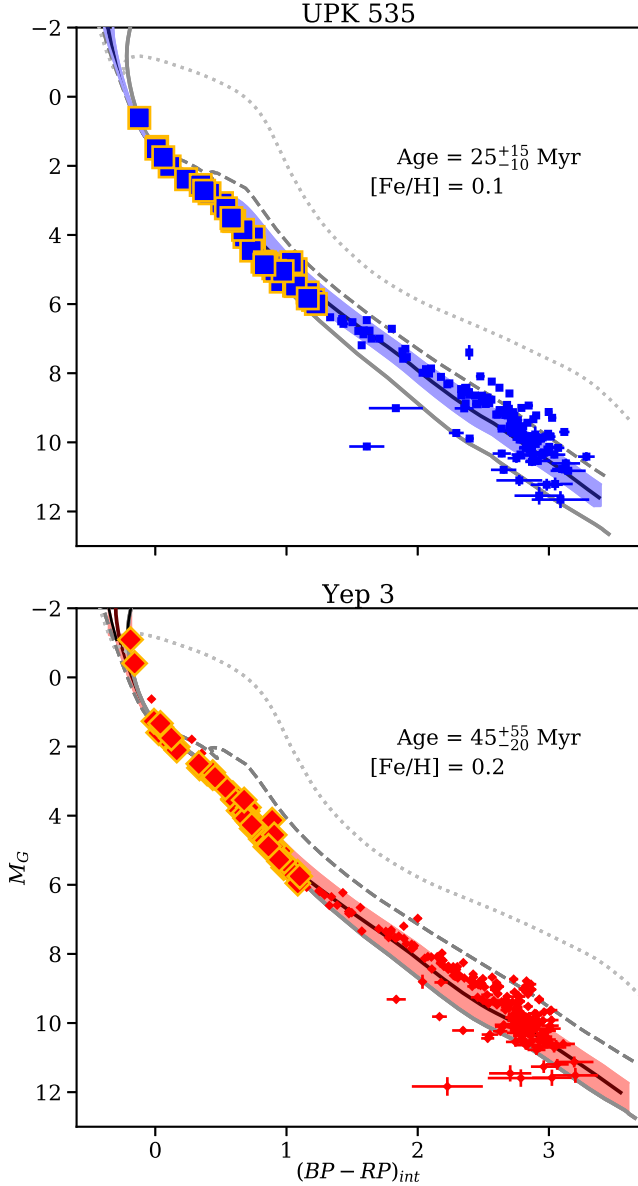 UPK 535
−2
0
2
4
6
8
10
12
Age = 25$^{+15}_{-10}$ Myr
[Fe/H] = 0.1
Yep 3
−2
0
2
4
6
8
10
12
M_G
Age = 45$^{+55}_{-20}$ Myr
[Fe/H] = 0.2
0 1 2 3
(BP − RP)_{int}